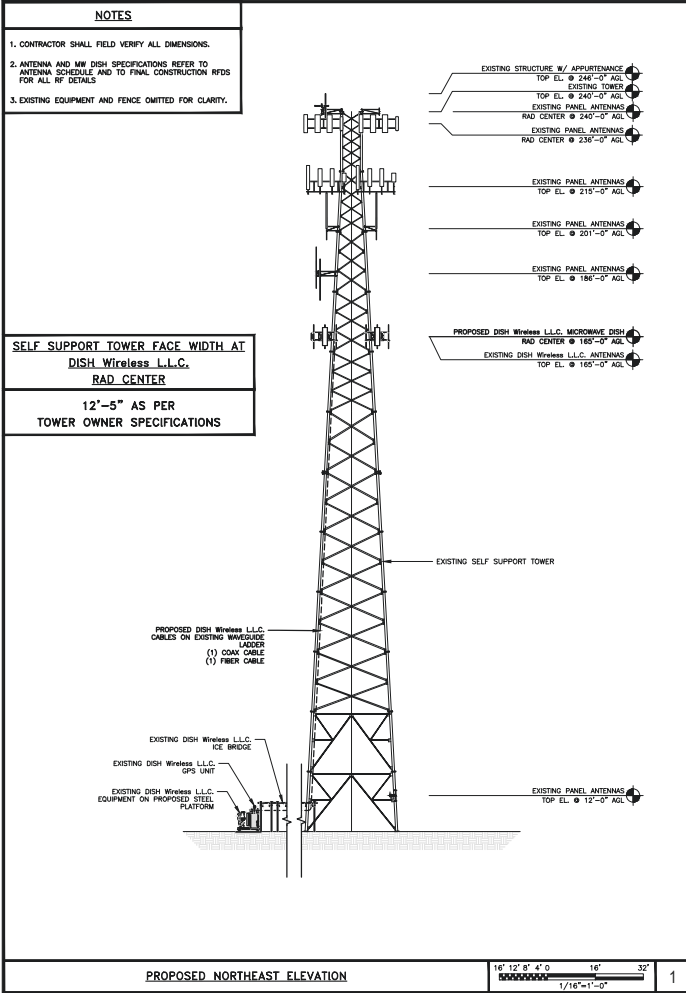 NOTES
1. CONTRACTOR SHALL FIELD VERIFY ALL DIMENSIONS.
2. ANTENNA AND MW DISH SPECIFICATIONS REFER TO
ANTENNA SCHEDULE AND TO FINAL CONSTRUCTION RFDS
FOR ALL RF DETAILS
3. EXISTING EQUIPMENT AND FENCE OMITTED FOR CLARITY.
EXISTING STRUCTURE W/ APPURTENANCE
TOP EL. @ 246'-0" AGL
EXISTING TOWER
TOP EL. @ 240'-0" AGL
EXISTING PANEL ANTENNAS
RAD CENTER @ 240'-0" AGL
EXISTING PANEL ANTENNAS
RAD CENTER @ 236'-0" AGL
EXISTING PANEL ANTENNAS
TOP EL. @ 215'-0" AGL
EXISTING PANEL ANTENNAS
TOP EL. @ 201'-0" AGL
EXISTING PANEL ANTENNAS
TOP EL. @ 186'-0" AGL
SELF SUPPORT TOWER FACE WIDTH AT
DISH Wireless L.L.C.
RAD CENTER
12'-5" AS PER
TOWER OWNER SPECIFICATIONS
PROPOSED DISH Wireless L.L.C. MICROWAVE DISH
RAD CENTER @ 165'-0" AGL
EXISTING DISH Wireless L.L.C. ANTENNAS
TOP EL. @ 165'-0" AGL
EXISTING SELF SUPPORT TOWER
PROPOSED DISH Wireless L.L.C.
CABLES ON EXISTING WAVEGUIDE
LADDER
(1) COAX CABLE
(1) FIBER CABLE
EXISTING DISH Wireless L.L.C.
ICE BRIDGE
EXISTING DISH Wireless L.L.C.
GPS UNIT
EXISTING DISH Wireless L.L.C.
EQUIPMENT ON PROPOSED STEEL
PLATFORM
EXISTING PANEL ANTENNAS
TOP EL. @ 12'-0" AGL
PROPOSED NORTHEAST ELEVATION
16' 12' 8' 4' 0 16' 32'
1/16"=1'-0"
1